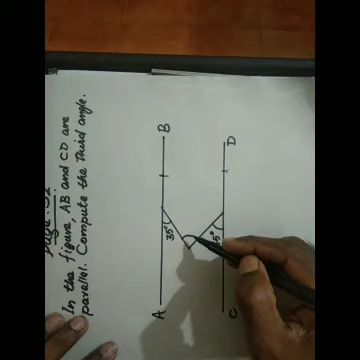 In the figure, AB and CD are
parallel. Compute the third angle.
A
B
35°
C
D